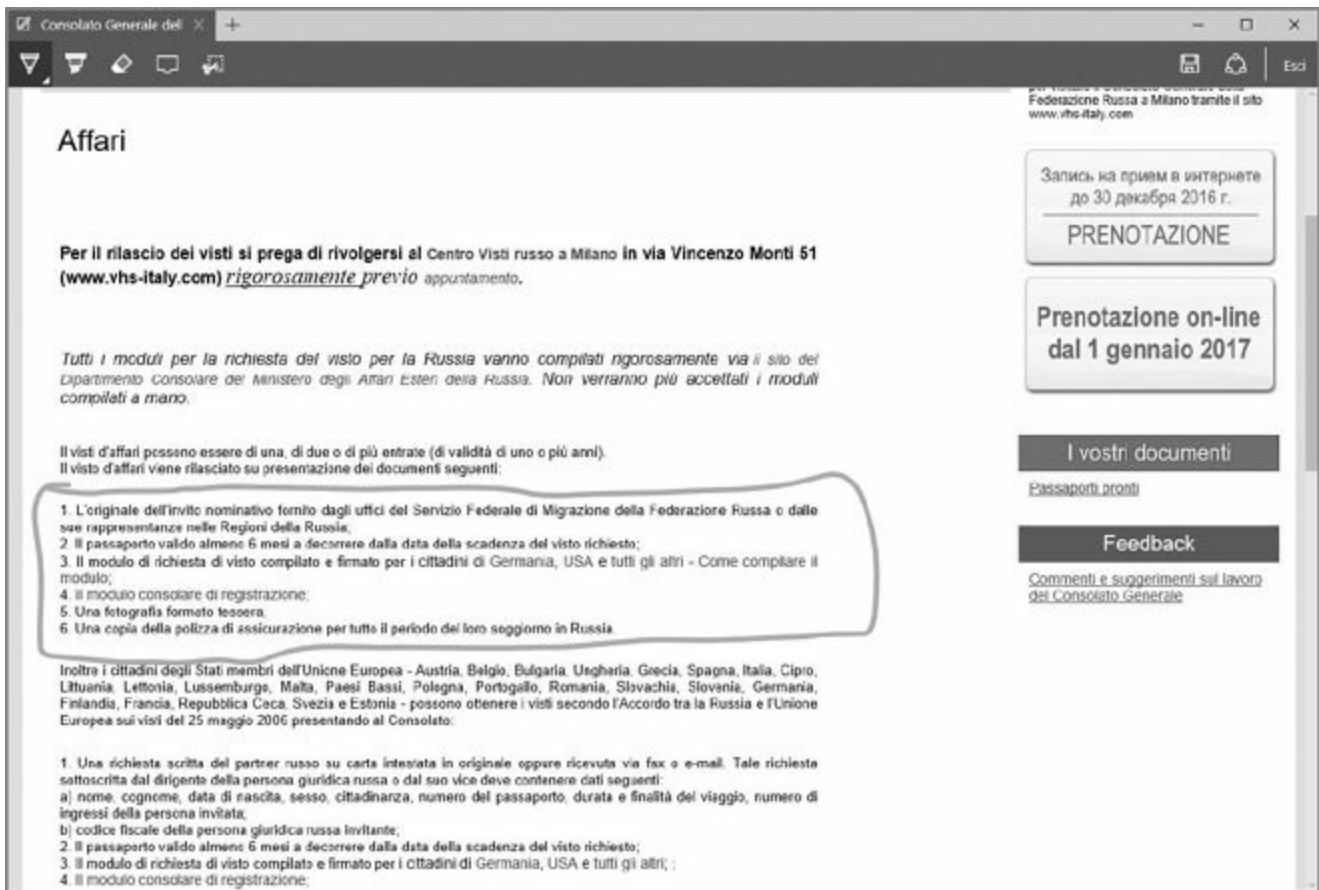 Consolato Generale del
Esci
Federazione Russa a Milano tramite il sito
www.vhs-italy.com
Affari
Запись на прием в интернете
до 30 декабря 2016 г.
PRENOTAZIONE
Per il rilascio dei visti si prega di rivolgersi al Centro Visti russo a Milano in via Vincenzo Monti 51
(www.vhs-italy.com) rigorosamente previo appuntamento.
Prenotazione on-line
dal 1 gennaio 2017
Tutti i moduli per la richiesta del visto per la Russia vanno compilati rigorosamente via il sito del
Dipartimento Consolare del Ministero degli Affari Esteri della Russia. Non verranno più accettati i moduli
compilati a mano.
I vostri documenti
Passaporti pronti
Feedback
Commenti e suggerimenti sul lavoro
del Consolato Generale
Il visti d'affari possono essere di una, di due o di più entrate (di validità di uno o più anni).
Il visto d'affari viene rilasciato su presentazione dei documenti seguenti:
1. L'originale dell'invito nominativo fornito dagli uffici del Servizio Federale di Migrazione della Federazione Russa o dalle
sue rappresentanze nelle Regioni della Russia;
2. Il passaporto valido almeno 6 mesi a decorrere dalla data della scadenza del visto richiesto;
3. Il modulo di richiesta di visto compilato e firmato per i cittadini di Germania, USA e tutti gli altri - Come compilare il
modulo;
4. Il modulo consolare di registrazione;
5. Una fotografia formato tessera;
6. Una copia della polizza di assicurazione per tutto il periodo del loro soggiorno in Russia
Inoltre i cittadini degli Stati membri dell'Unione Europea - Austria, Belgio, Bulgaria, Ungheria, Grecia, Spagna, Italia, Cipro,
Lituania, Lettonia, Lussemburgo, Malta, Paesi Bassi, Pologna, Portogallo, Romania, Slovachia, Slovenia, Germania,
Finlandia, Francia, Repubblica Ceca, Svezia e Estonia - possono ottenere i visti secondo l'Accordo tra la Russia e l'Unione
Europea sui visti del 25 maggio 2006 presentando al Consolato:
1. Una richiesta scritta del partner russo su carta intestata in originale oppure ricevuta via fax o e-mail. Tale richiesta
sottoscritta dal dirigente della persona giuridica russa o dal suo vice deve contenere dati seguenti:
a) nome, cognome, data di nascita, sesso, cittadinanza, numero del passaporto, durata e finalità del viaggio, numero di
ingressi della persona invitata;
b) codice fiscale della persona giuridica russa invitante;
2. Il passaporto valido almeno 6 mesi a decorrere dalla data della scadenza del visto richiesto;
3. Il modulo di richiesta di visto compilato e firmato per i cittadini di Germania, USA e tutti gli altri; ;
4. Il modulo consolare di registrazione;